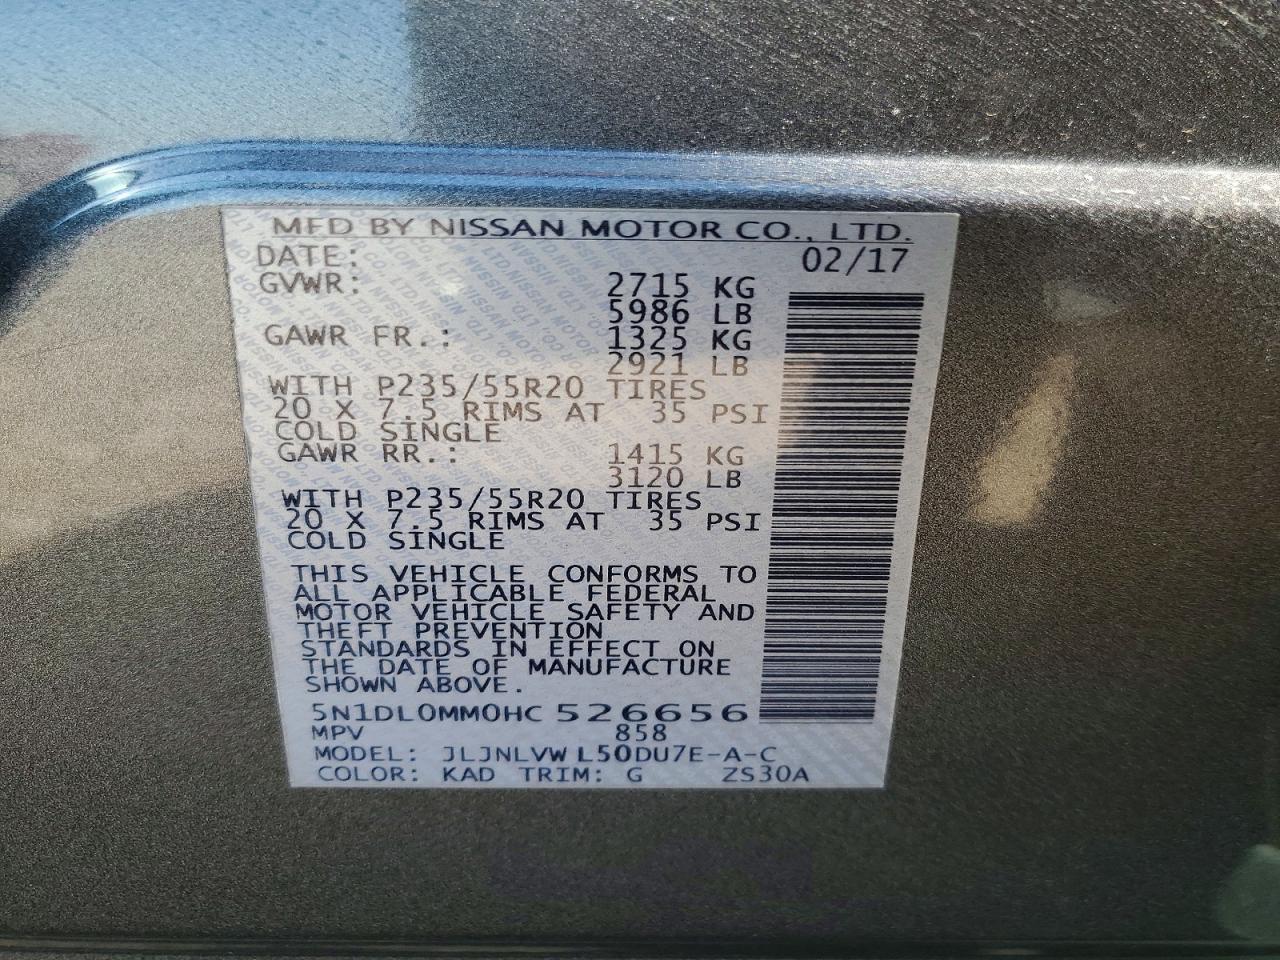 MFD BY NISSAN MOTOR CO., LTD.
DATE: 02/17
GVWR: 2715 KG
5986 LB
GAWR FR.: 1325 KG
2921 LB
WITH P235/55R20 TIRES
20 X 7.5 RIMS AT 35 PSI
COLD SINGLE
GAWR RR.: 1415 KG
3120 LB
WITH P235/55R20 TIRES
20 X 7.5 RIMS AT 35 PSI
COLD SINGLE
THIS VEHICLE CONFORMS TO
ALL APPLICABLE FEDERAL
MOTOR VEHICLE SAFETY AND
THEFT PREVENTION
STANDARDS IN EFFECT ON
THE DATE OF MANUFACTURE
SHOWN ABOVE.
5N1DL0MM0HC 526656
MPV 858
MODEL: JLJNLVW L50DU7E-A-C
COLOR: KAD TRIM: G ZS30A